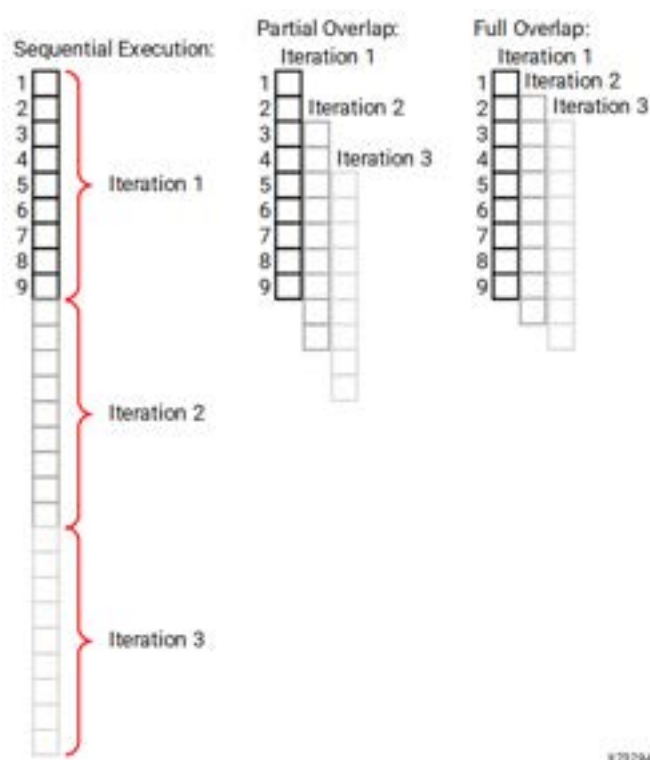 Sequential Execution:
1
2
3
4
5
6
7
8
9
Iteration 1
Iteration 2
Iteration 3
Partial Overlap:
Iteration 1
1
2
3
4
5
6
7
8
9
Iteration 2
Iteration 3
Full Overlap:
Iteration 1
1
2
3
4
5
6
7
8
9
Iteration 2
Iteration 3